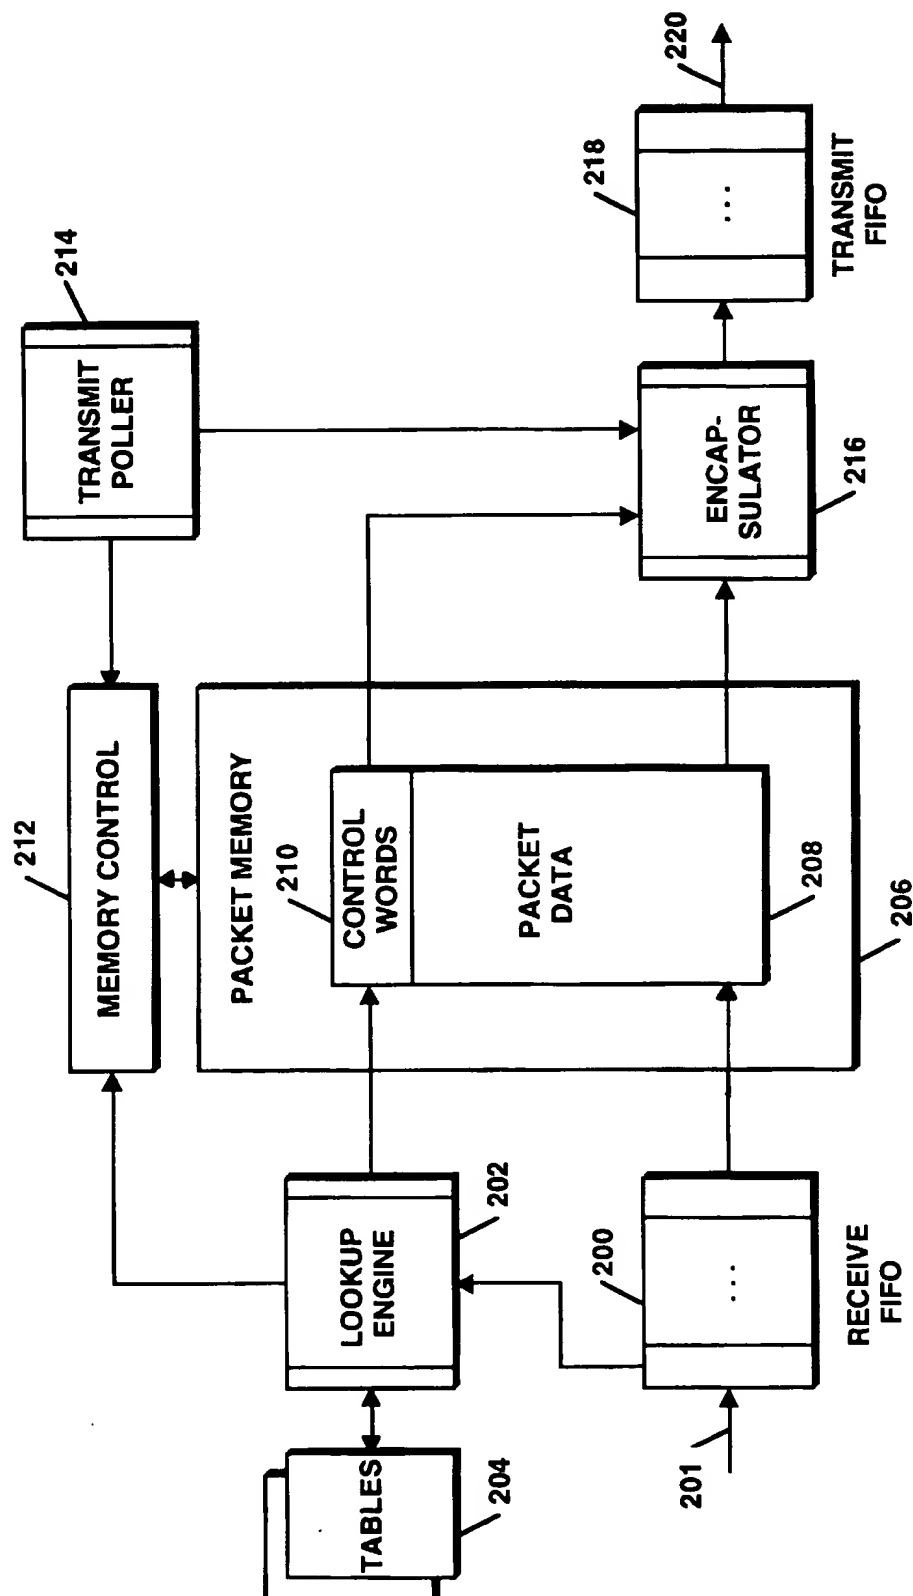 212
MEMORY CONTROL
TRANSMIT
POLLER
214
PACKET MEMORY
TABLES
204
LOOKUP
ENGINE
202
210
CONTROL
WORDS
PACKET
DATA
208
206
201
200
...
RECEIVE
FIFO
ENCAP-
SULATOR
216
218
...
TRANSMIT
FIFO
220